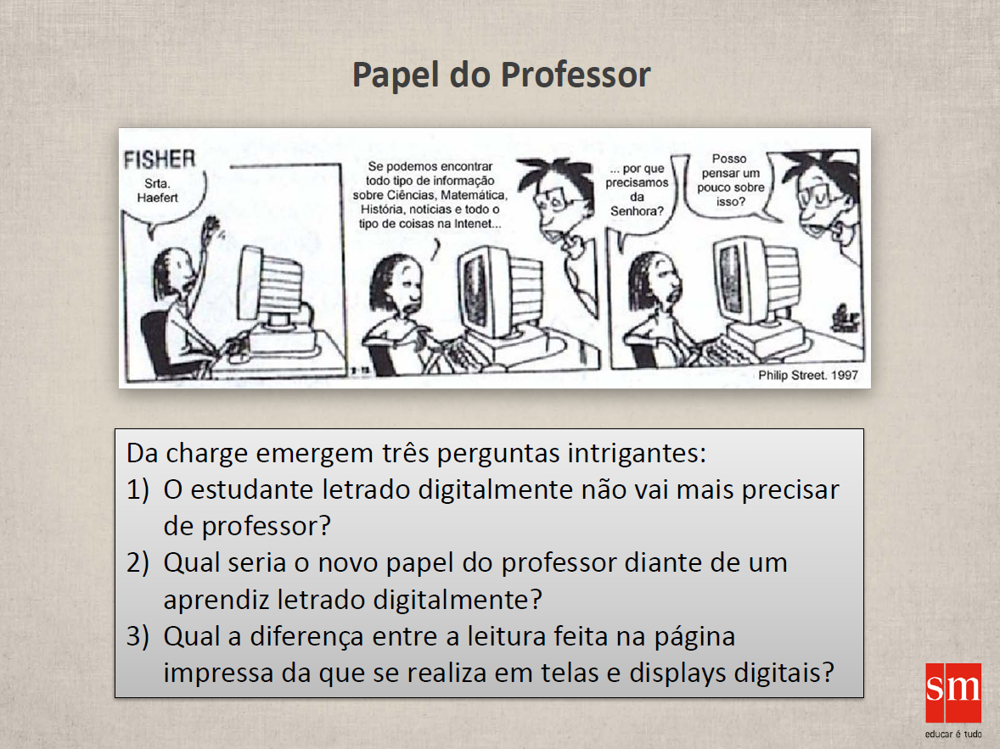 Papel do Professor
FISHER
Srta.
Haefert
Se podemos encontrar
todo tipo de informação
sobre Ciências, Matemática,
História, notícias e todo o
tipo de coisas na Intenet...
... por que
precisamos
da
Senhora?
Posso
pensar um
pouco sobre
isso?
Philip Street. 1997
Da charge emergem três perguntas intrigantes:
1) O estudante letrado digitalmente não vai mais precisar
de professor?
2) Qual seria o novo papel do professor diante de um
aprendiz letrado digitalmente?
3) Qual a diferença entre a leitura feita na página
impressa da que se realiza em telas e displays digitais?
sm
educar é tudo